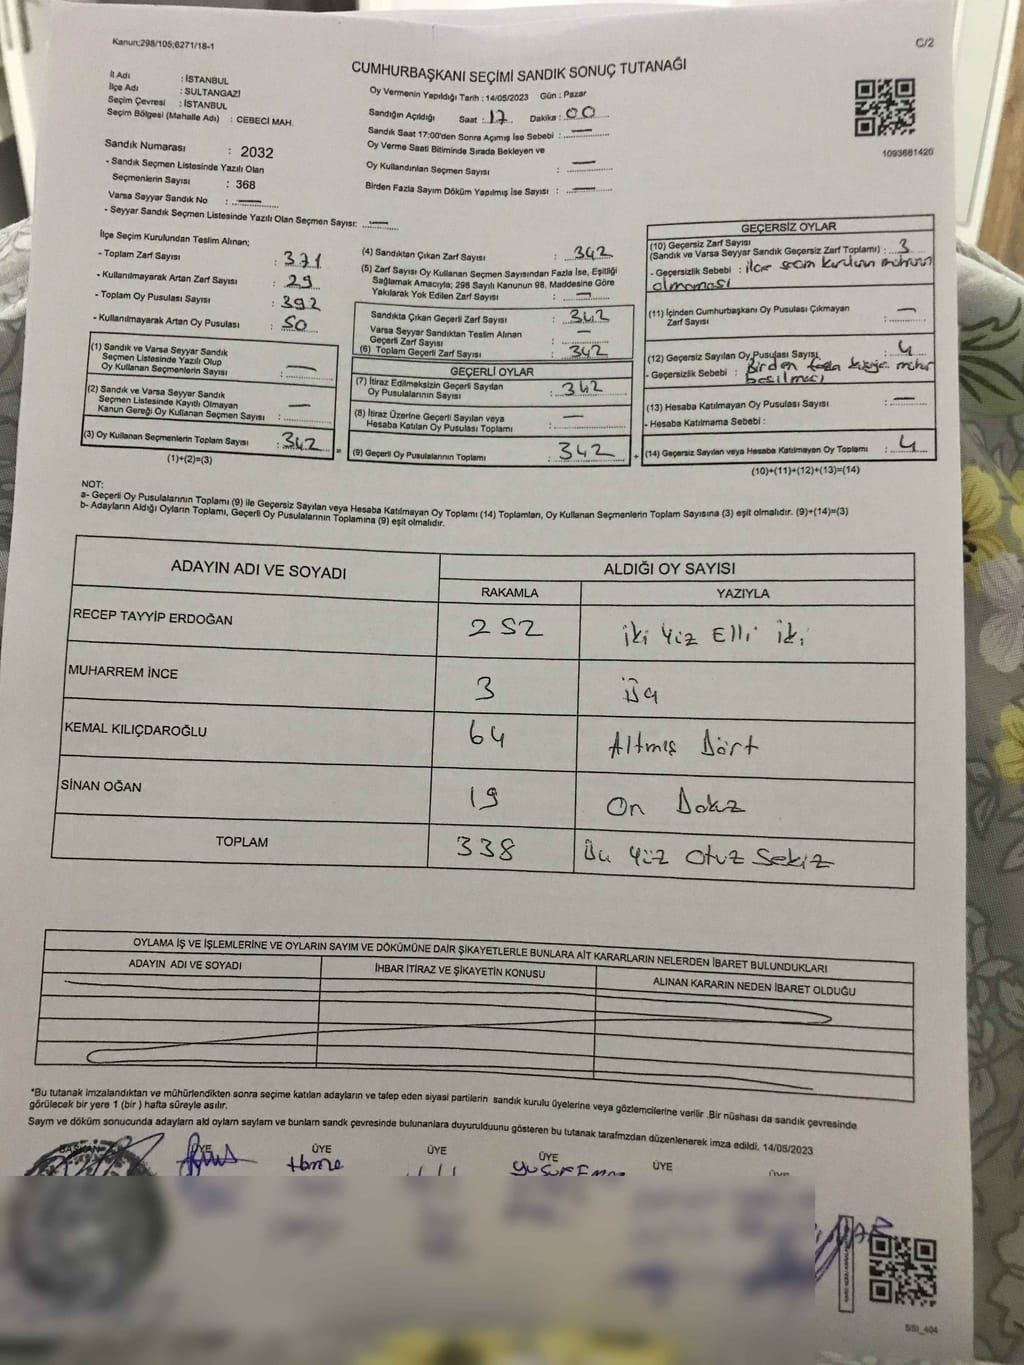 Kanun;298/105;6271/18-1
C/2
CUMHURBAŞKANI SEÇİMİ SANDIK SONUÇ TUTANAĞI
İl Adı : İSTANBUL
İlçe Adı : SULTANGAZİ
Seçim Çevresi : İSTANBUL
Seçim Bölgesi (Mahalle Adı) : CEBECİ MAH.
Sandık Numarası : 2032
- Sandık Seçmen Listesinde Yazılı Olan
Seçmenlerin Sayısı : 368
Varsa Seyyar Sandık No :
- Seyyar Sandık Seçmen Listesinde Yazılı Olan Seçmen Sayısı:
Oy Vermenin Yapıldığı Tarih : 14/05/2023 Gün : Pazar
Sandığın Açıldığı Saat : 17 Dakika : 00
Sandık Saat 17:00'den Sonra Açımış İse Sebebi :
Oy Verme Saati Bitiminde Sırada Bekleyen ve
Oy Kullandırılan Seçmen Sayısı :
Birden Fazla Sayım Döküm Yapılmış İse Sayısı :
1093681420
İlçe Seçim Kurulundan Teslim Alınan;
- Toplam Zarf Sayısı : 371
- Kullanılmayarak Artan Zarf Sayısı : 29
- Toplam Oy Pusulası Sayısı : 392
- Kullanılmayarak Artan Oy Pusulası : 50
(1) Sandık ve Varsa Seyyar Sandık
Seçmen Listesinde Yazılı Olup
Oy Kullanan Seçmenlerin Sayısı :
(2) Sandık ve Varsa Seyyar Sandık
Seçmen Listesinde Kayıtlı Olmayan
Kanun Gereği Oy Kullanan Seçmen Sayısı :
(3) Oy Kullanan Seçmenlerin Toplam Sayısı : 342
(1)+(2)=(3)
(4) Sandıktan Çıkan Zarf Sayısı : 342
(5) Zarf Sayısı Oy Kullanan Seçmen Sayısından Fazla İse, Eşitliği
Sağlamak Amacıyla; 298 Sayılı Kanunun 98. Maddesine Göre
Yakılarak Yok Edilen Zarf Sayısı :
Sandıkta Çıkan Geçerli Zarf Sayısı : 342
Varsa Seyyar Sandıktan Teslim Alınan
Geçerli Zarf Sayısı :
(6) Toplam Geçerli Zarf Sayısı : 342
GEÇERLİ OYLAR
(7) İtiraz Edilmeksizin Geçerli Sayılan
Oy Pusulalarının Sayısı : 342
(8) İtiraz Üzerine Geçerli Sayılan veya
Hesaba Katılan Oy Pusulası Toplamı :
(9) Geçerli Oy Pusulalarının Toplamı : 342
GEÇERSİZ OYLAR
(10) Geçersiz Zarf Sayısı
(Sandık ve Varsa Seyyar Sandık Geçersiz Zarf Toplamı) : 3
- Geçersizlik Sebebi : ilçe seçim kurulunun mührünün
olmaması
(11) İçinden Cumhurbaşkanı Oy Pusulası Çıkmayan
Zarf Sayısı :
(12) Geçersiz Sayılan Oy Pusulası Sayısı : 4
- Geçersizlik Sebebi : Birden fazla kişiye mühür
basılması
(13) Hesaba Katılmayan Oy Pusulası Sayısı :
- Hesaba Katılmama Sebebi :
(14) Geçersiz Sayılan veya Hesaba Katılmayan Oy Toplamı : 4
(10)+(11)+(12)+(13)=(14)
NOT:
a- Geçerli Oy Pusulalarının Toplamı (9) ile Geçersiz Sayılan veya Hesaba Katılmayan Oy Toplamı (14) Toplamları, Oy Kullanan Seçmenlerin Toplam Sayısına (3) eşit olmalıdır. (9)+(14)=(3)
b- Adayların Aldığı Oyların Toplamı, Geçerli Oy Pusulalarının Toplamına (9) eşit olmalıdır.
ADAYIN ADI VE SOYADI
ALDIĞI OY SAYISI
RAKAMLA YAZIYLA
RECEP TAYYİP ERDOĞAN 252 iki Yüz Elli iki
MUHARREM İNCE 3 Üç
KEMAL KILIÇDAROĞLU 64 Altmış Dört
SİNAN OĞAN 19 On Dokuz
TOPLAM 338 Üç Yüz Otuz Sekiz
OYLAMA İŞ VE İŞLEMLERİNE VE OYLARIN SAYIM VE DÖKÜMÜNE DAİR ŞİKAYETLERLE BUNLARA AİT KARARLARIN NELERDEN İBARET BULUNDUKLARI
ADAYIN ADI VE SOYADI İHBAR İTİRAZ VE ŞİKAYETİN KONUSU ALINAN KARARIN NEDEN İBARET OLDUĞU
*Bu tutanak imzalandıktan ve mühürlendikten sonra seçime katılan adayların ve talep eden siyasi partilerin sandık kurulu üyelerine veya gözlemcilerine verilir .Bir nüshası da sandık çevresinde
görülecek bir yere 1 (bir ) hafta süreyle asılır.
Sayım ve döküm sonucunda adayların ald oyların sayları ve bunların sandk çevresinde bulunanlara duyurulduunu gösteren bu tutanak tarafmzdan düzenlenerek imza edildi, 14/05/2023
BAŞKAN ÜYE ÜYE ÜYE ÜYE ÜYE ÜYE
SSI_404